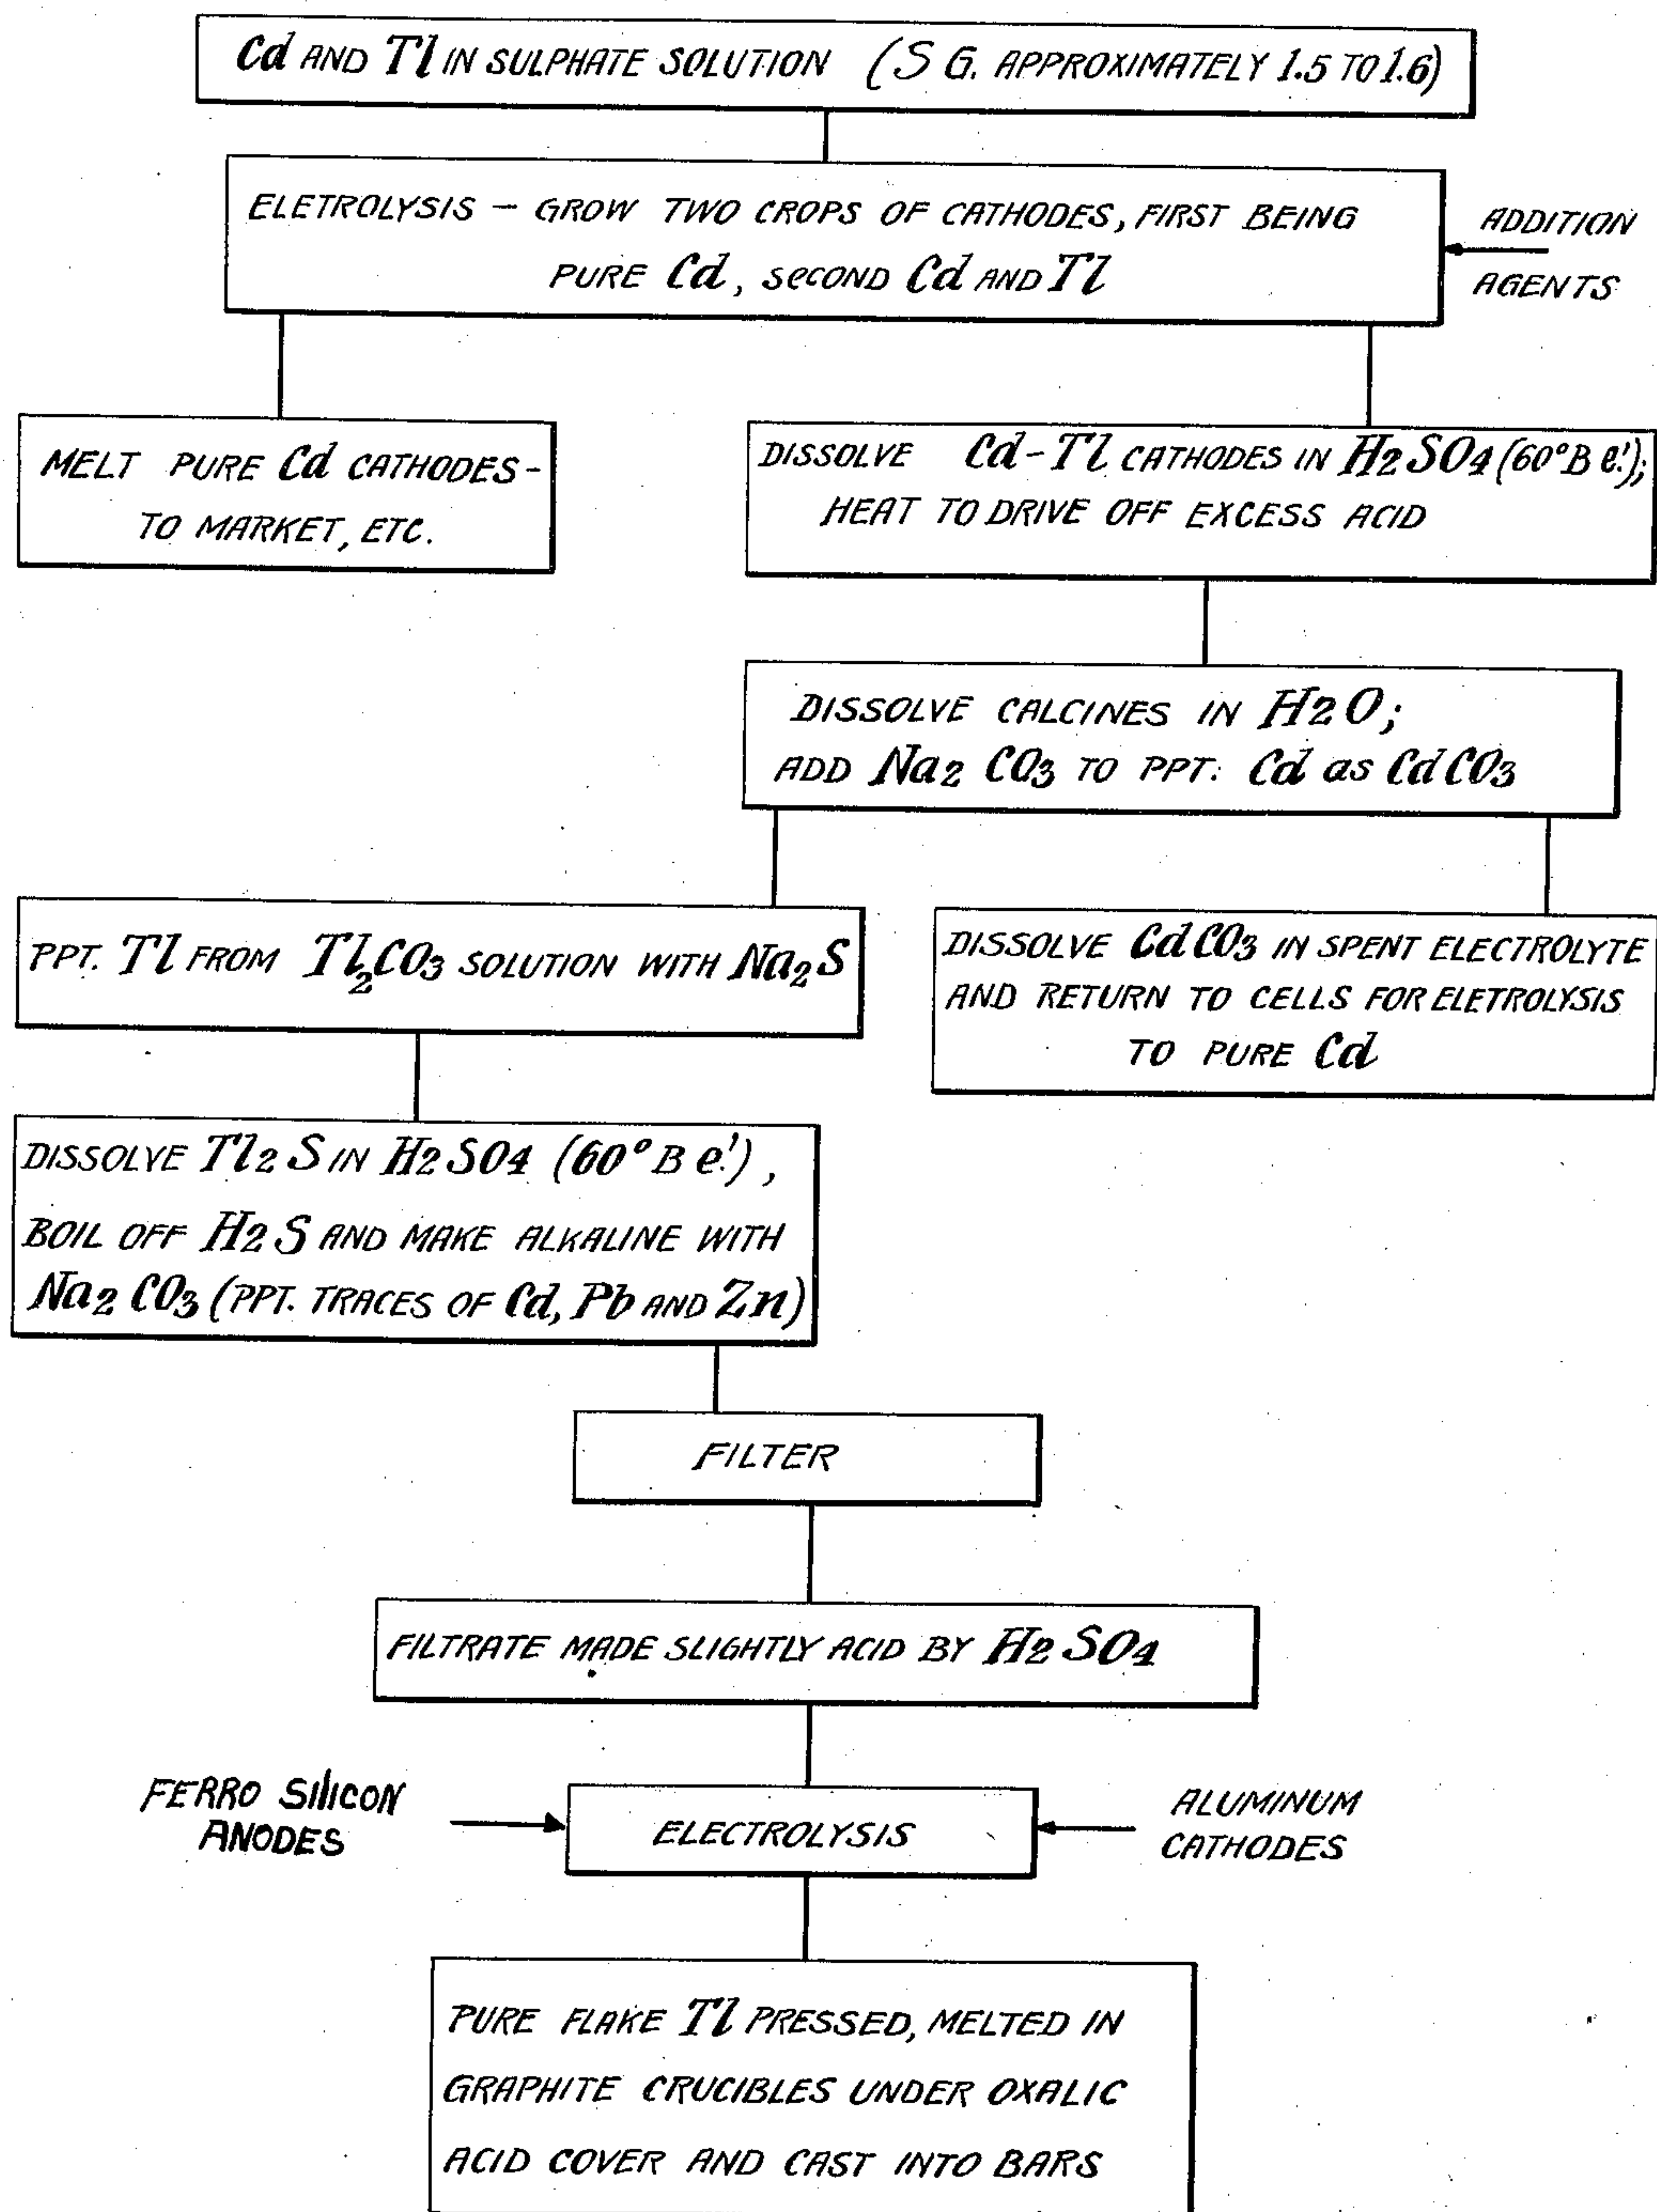 Cd AND Tl IN SULPHATE SOLUTION (S G. APPROXIMATELY 1.5 TO 1.6)
ELETROLYSIS — GROW TWO CROPS OF CATHODES, FIRST BEING
PURE Cd, SECOND Cd AND Tl
ADDITION
AGENTS
MELT PURE Cd CATHODES-
TO MARKET, ETC.
DISSOLVE Cd-Tl CATHODES IN H2SO4 (60°B e.');
HEAT TO DRIVE OFF EXCESS ACID
DISSOLVE CALCINES IN H2O;
ADD Na2 CO3 TO PPT. Cd as CdCO3
PPT. Tl FROM Tl2CO3 SOLUTION WITH Na2S
DISSOLVE CdCO3 IN SPENT ELECTROLYTE
AND RETURN TO CELLS FOR ELETROLYSIS
TO PURE Cd
DISSOLVE Tl2 S IN H2 SO4 (60° B e.'),
BOIL OFF H2 S AND MAKE ALKALINE WITH
Na2 CO3 (PPT. TRACES OF Cd, Pb AND Zn)
FILTER
FILTRATE MADE SLIGHTLY ACID BY H2 SO4
FERRO SILICON
ANODES
ELECTROLYSIS
ALUMINUM
CATHODES
PURE FLAKE Tl PRESSED, MELTED IN
GRAPHITE CRUCIBLES UNDER OXALIC
ACID COVER AND CAST INTO BARS